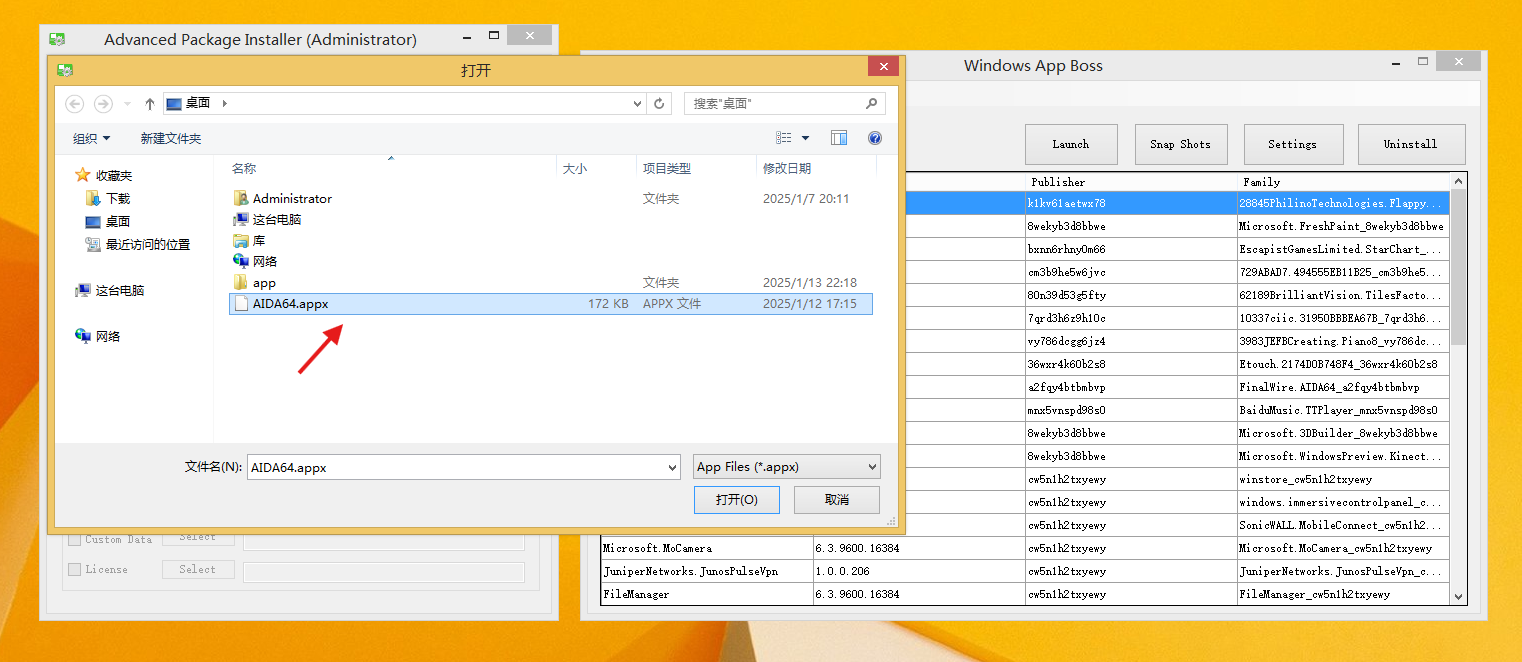 Advanced Package Installer (Administrator)
打开
桌面
搜索"桌面"
组织
新建文件夹
收藏夹
下载
桌面
最近访问的位置
这台电脑
网络
名称 大小 项目类型 修改日期
Administrator 文件夹 2025/1/7 20:11
这台电脑
库
网络
app 文件夹 2025/1/13 22:18
AIDA64.appx 172 KB APPX 文件 2025/1/12 17:15
文件名(N): AIDA64.appx App Files (*.appx)
打开(O) 取消
Custom Data Select
License Select
Windows App Boss
Launch Snap Shots Settings Uninstall
Publisher Family
k1kv61aetwx78 28845PhilinoTechnologies.Flappy...
8wekyb3d8bbwe Microsoft.FreshPaint_8wekyb3d8bbwe
bxnn6rhny0m66 EscapistGamesLimited.StarChart_...
cm3b9he5w6jvc 729ABAD7.494555EB11B25_cm3b9he5...
80n39d53g5fty 62189BrilliantVision.TilesFacto...
7qrd3h6z9h10c 10337ciic.31950BBBEA67B_7qrd3h6...
vy786dcgg6jz4 3983JEFBCreating.Piano8_vy786dc...
36wxr4k60b2s8 Etouch.2174D0B748F4_36wxr4k60b2s8
a2fqy4btbmbvp FinalWire.AIDA64_a2fqy4btbmbvp
mnx5vnspd98s0 BaiduMusic.TTPlayer_mnx5vnspd98s0
8wekyb3d8bbwe Microsoft.3DBuilder_8wekyb3d8bbwe
8wekyb3d8bbwe Microsoft.WindowsPreview.Kinect...
cw5n1h2txyewy winstore_cw5n1h2txyewy
cw5n1h2txyewy windows.immersivecontrolpanel_c...
cw5n1h2txyewy SonicWALL.MobileConnect_cw5n1h2...
Microsoft.MoCamera 6.3.9600.16384 cw5n1h2txyewy Microsoft.MoCamera_cw5n1h2txyewy
JuniperNetworks.JunosPulseVpn 1.0.0.206 cw5n1h2txyewy JuniperNetworks.JunosPulseVpn_c...
FileManager 6.3.9600.16384 cw5n1h2txyewy FileManager_cw5n1h2txyewy